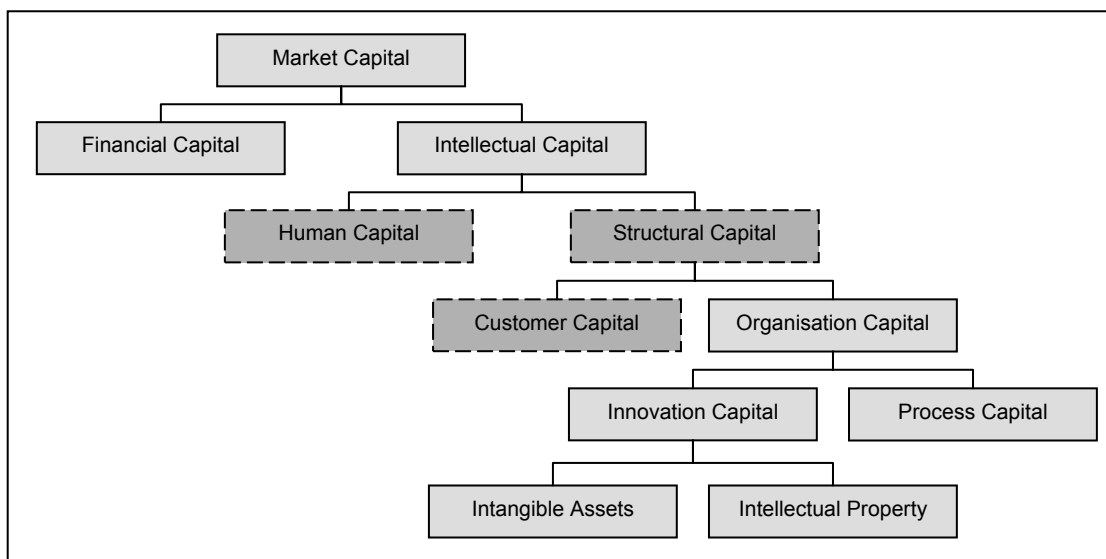 Market Capital
Financial Capital
Intellectual Capital
Human Capital
Structural Capital
Customer Capital
Organisation Capital
Innovation Capital
Process Capital
Intangible Assets
Intellectual Property